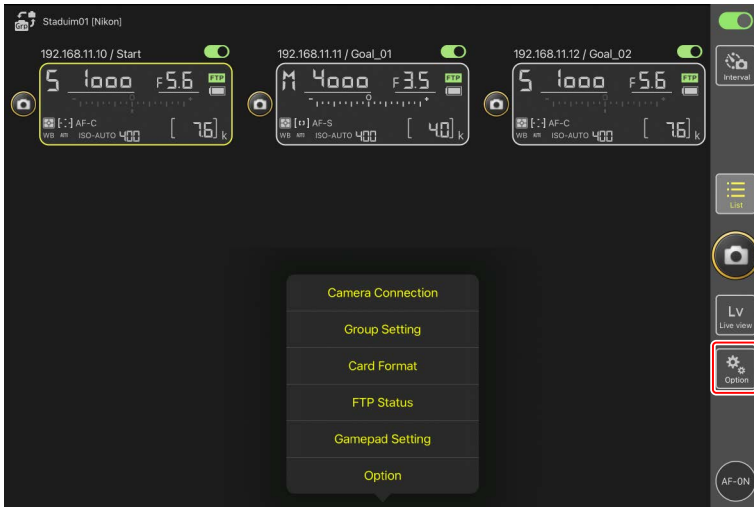 Grp Staduim01 [Nikon]
192.168.11.10 / Start
S 1000 F5.6 FTP
AF-C
WB ISO-AUTO 400 [ 7.6] k
192.168.11.11 / Goal_01
M 4000 F3.5 FTP
AF-S
WB ISO-AUTO 400 [ 4.0] k
192.168.11.12 / Goal_02
S 1000 F5.6 FTP
AF-C
WB ISO-AUTO 400 [ 7.6] k
Camera Connection
Group Setting
Card Format
FTP Status
Gamepad Setting
Option
Interval
List
Lv
Live view
Option
AF-ON